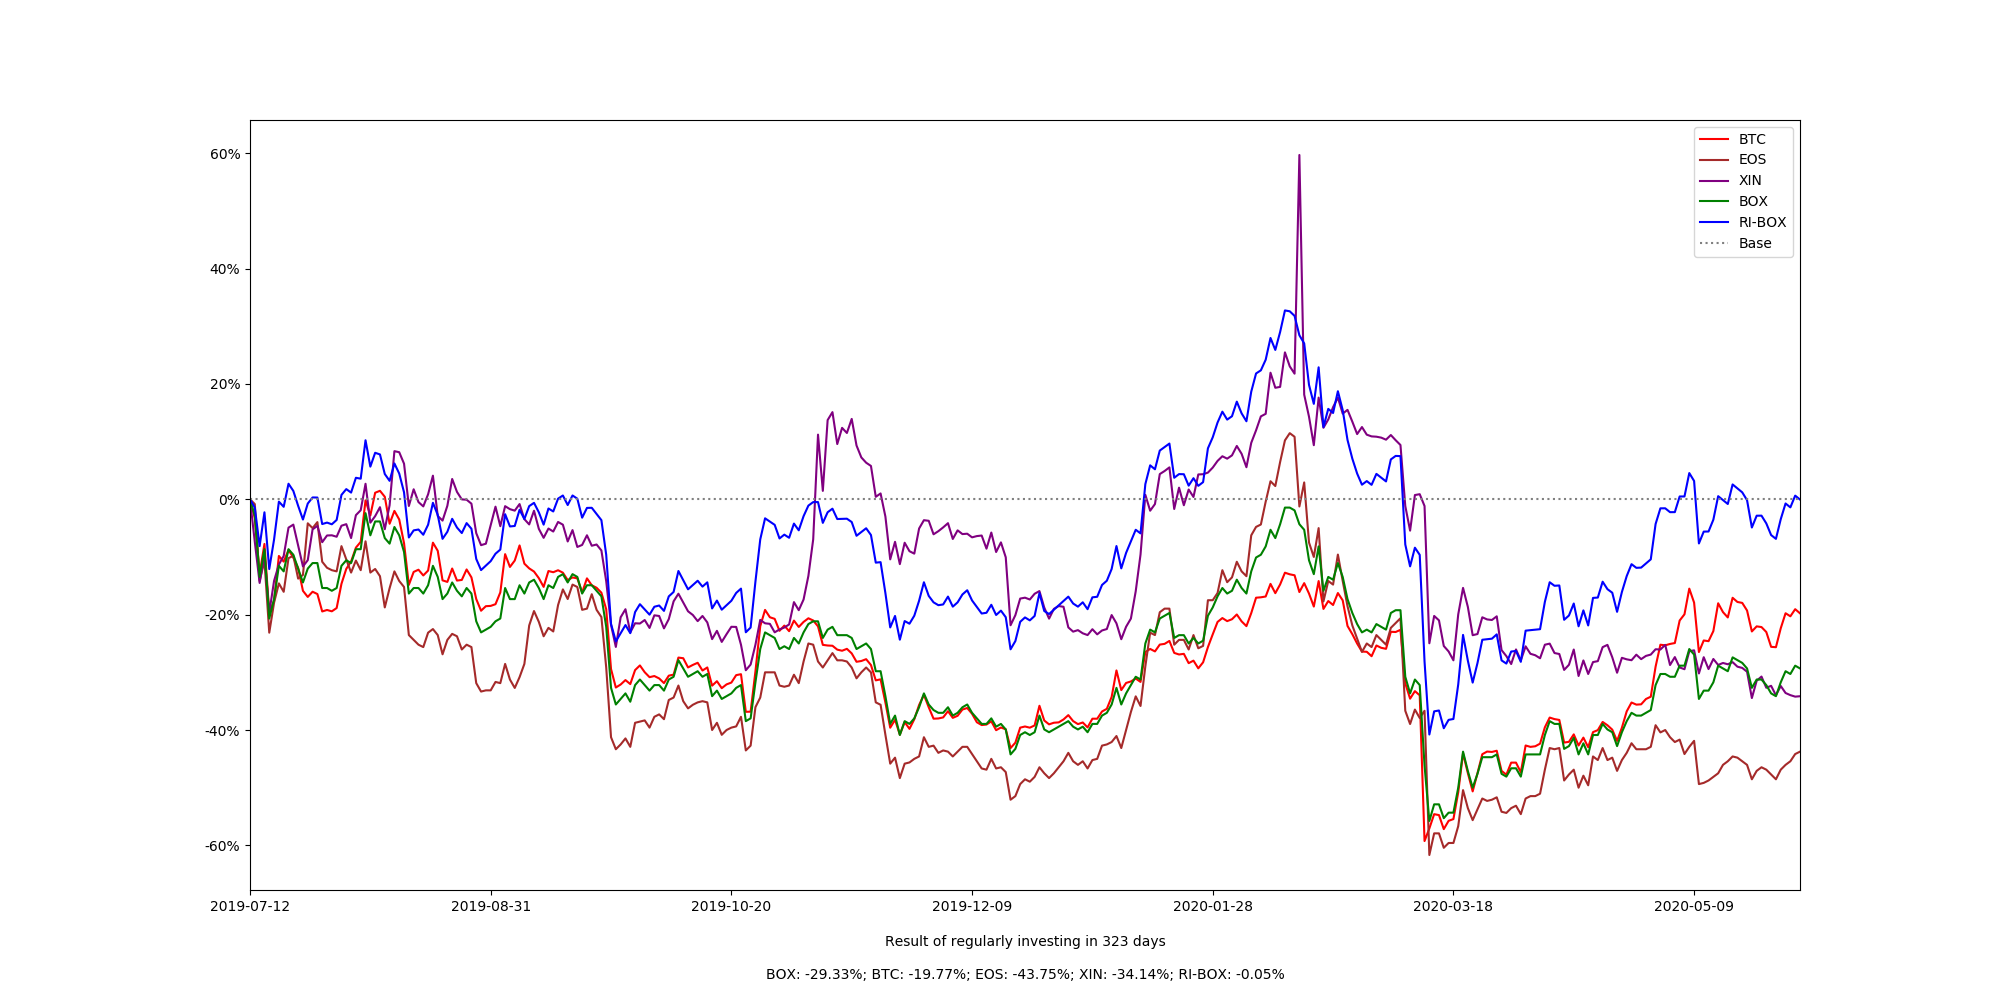 60%
40%
20%
0%
-20%
-40%
-60%
BTC
EOS
XIN
BOX
RI-BOX
Base
2019-07-12 2019-08-31 2019-10-20 2019-12-09 2020-01-28 2020-03-18 2020-05-09
Result of regularly investing in 323 days
BOX: -29.33%; BTC: -19.77%; EOS: -43.75%; XIN: -34.14%; RI-BOX: -0.05%